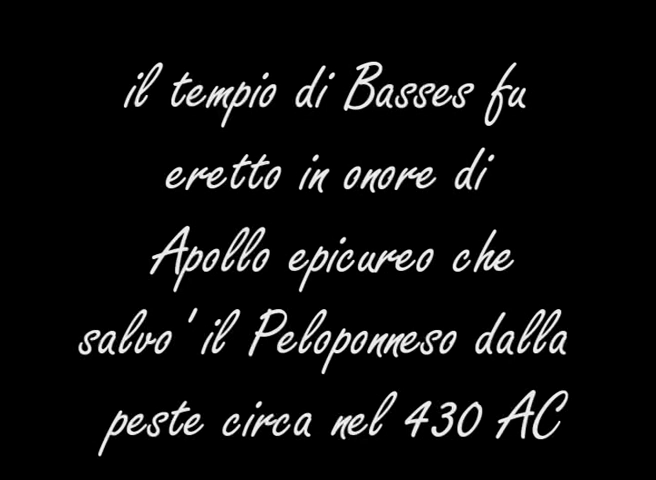 il tempio di Basses fu
eretto in onore di
Apollo epicureo che
salvo' il Peloponneso dalla
peste circa nel 430 AC